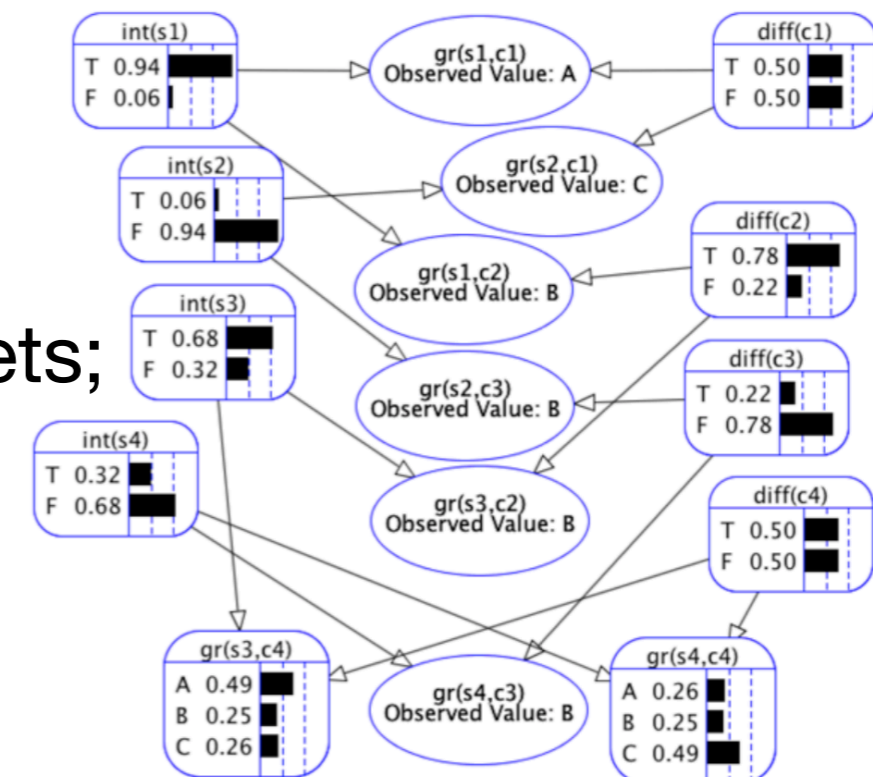 int(s1)
T 0.94
F 0.06
gr(s1,c1)
Observed Value: A
diff(c1)
T 0.50
F 0.50
int(s2)
T 0.06
F 0.94
gr(s2,c1)
Observed Value: C
diff(c2)
T 0.78
F 0.22
gr(s1,c2)
Observed Value: B
int(s3)
T 0.68
F 0.32
ets;
gr(s2,c3)
Observed Value: B
diff(c3)
T 0.22
F 0.78
int(s4)
T 0.32
F 0.68
gr(s3,c2)
Observed Value: B
diff(c4)
T 0.50
F 0.50
gr(s3,c4)
A 0.49
B 0.25
C 0.26
gr(s4,c3)
Observed Value: B
gr(s4,c4)
A 0.26
B 0.25
C 0.49